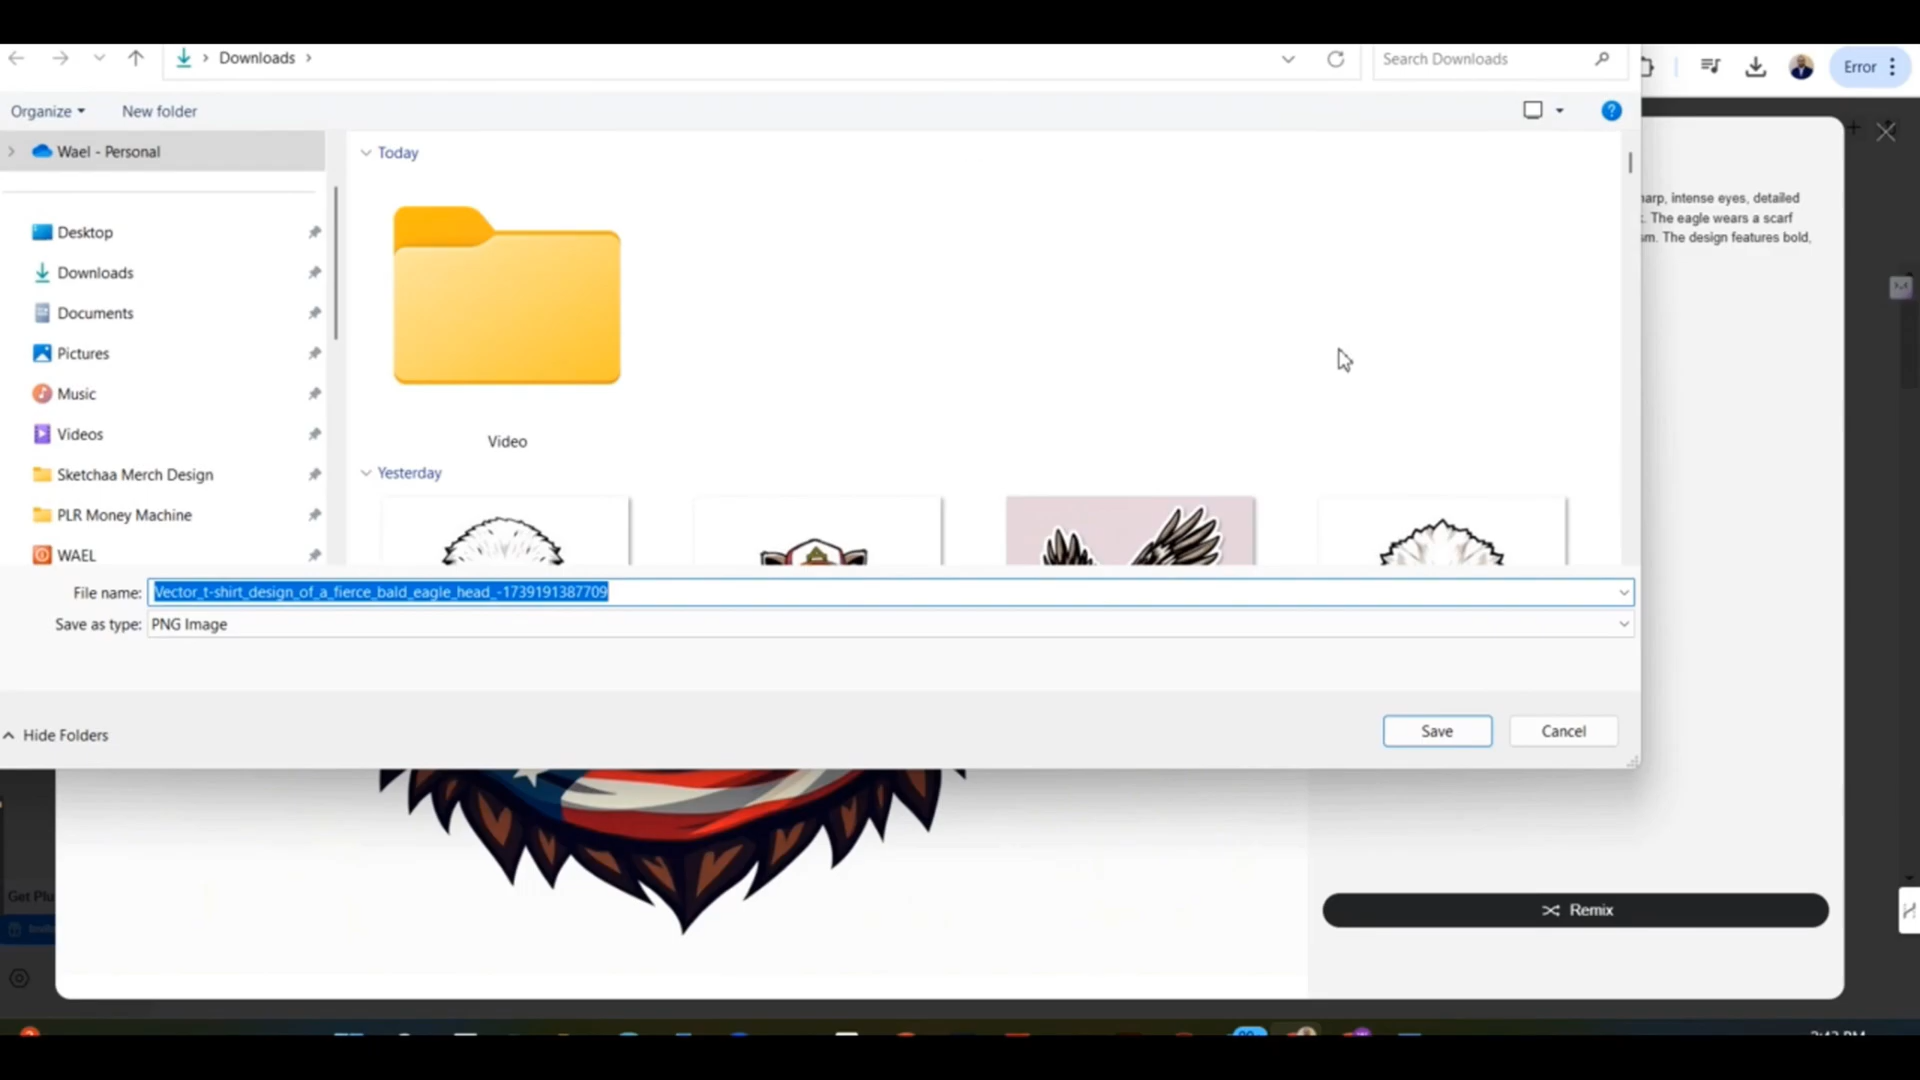 Downloads
Search Downloads
Error
Organize
New folder
Wael - Personal
Today
Desktop
Downloads
Documents
Pictures
Music
Videos
Sketchaa Merch Design
PLR Money Machine
WAEL
Video
Yesterday
intense eyes, detailed
. The eagle wears a scarf
The design features bold,
File name: Vector_t-shirt_design_of_a_fierce_bald_eagle_head_-1739191387709
Save as type: PNG Image
Hide Folders
Save
Cancel
Get Plu
Remix